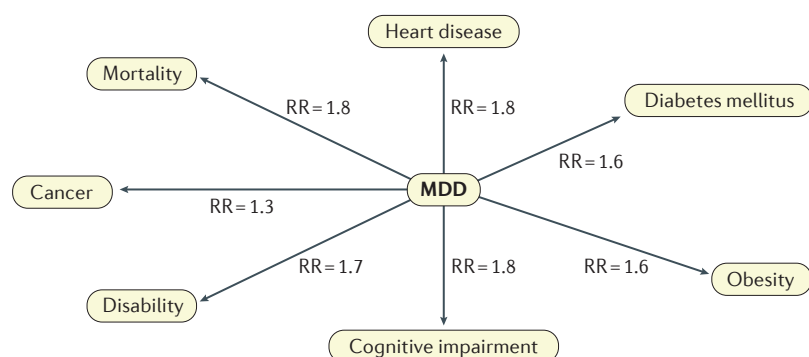 Heart disease
Mortality
Diabetes mellitus
RR = 1.8
RR = 1.8
RR = 1.6
Cancer
MDD
RR = 1.3
RR = 1.7
RR = 1.8
RR = 1.6
Obesity
Disability
Cognitive impairment